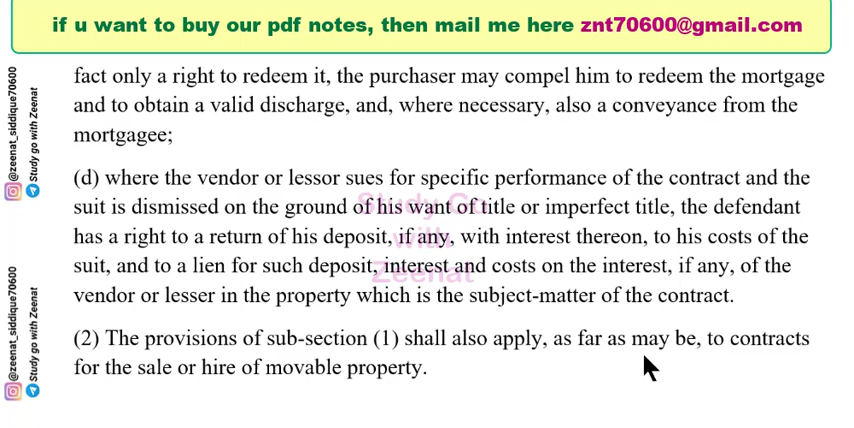 if u want to buy our pdf notes, then mail me here znt70600@gmail.com
fact only a right to redeem it, the purchaser may compel him to redeem the mortgage
and to obtain a valid discharge, and, where necessary, also a conveyance from the
mortgagee;
(d) where the vendor or lessor sues for specific performance of the contract and the
suit is dismissed on the ground of his want of title or imperfect title, the defendant
has a right to a return of his deposit, if any, with interest thereon, to his costs of the
suit, and to a lien for such deposit, interest and costs on the interest, if any, of the
vendor or lesser in the property which is the subject-matter of the contract.
(2) The provisions of sub-section (1) shall also apply, as far as may be, to contracts
for the sale or hire of movable property.
@zeenat_siddique70600
Study go with Zeenat
@zeenat_siddique70600
Study go with Zeenat
Study Go
with
Zeenat